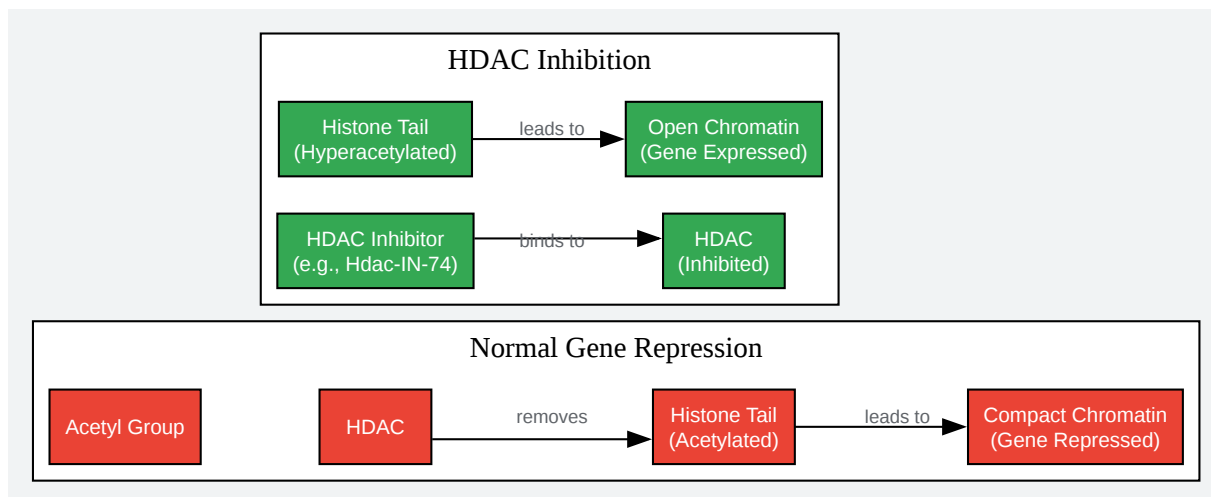 HDAC Inhibition
Histone Tail
(Hyperacetylated)
leads to
Open Chromatin
(Gene Expressed)
HDAC Inhibitor
(e.g., Hdac-IN-74)
binds to
HDAC
(Inhibited)
Normal Gene Repression
Acetyl Group
HDAC
removes
Histone Tail
(Acetylated)
leads to
Compact Chromatin
(Gene Repressed)